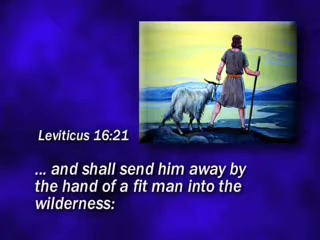 Leviticus 16:21
... and shall send him away by
the hand of a fit man into the
wilderness: